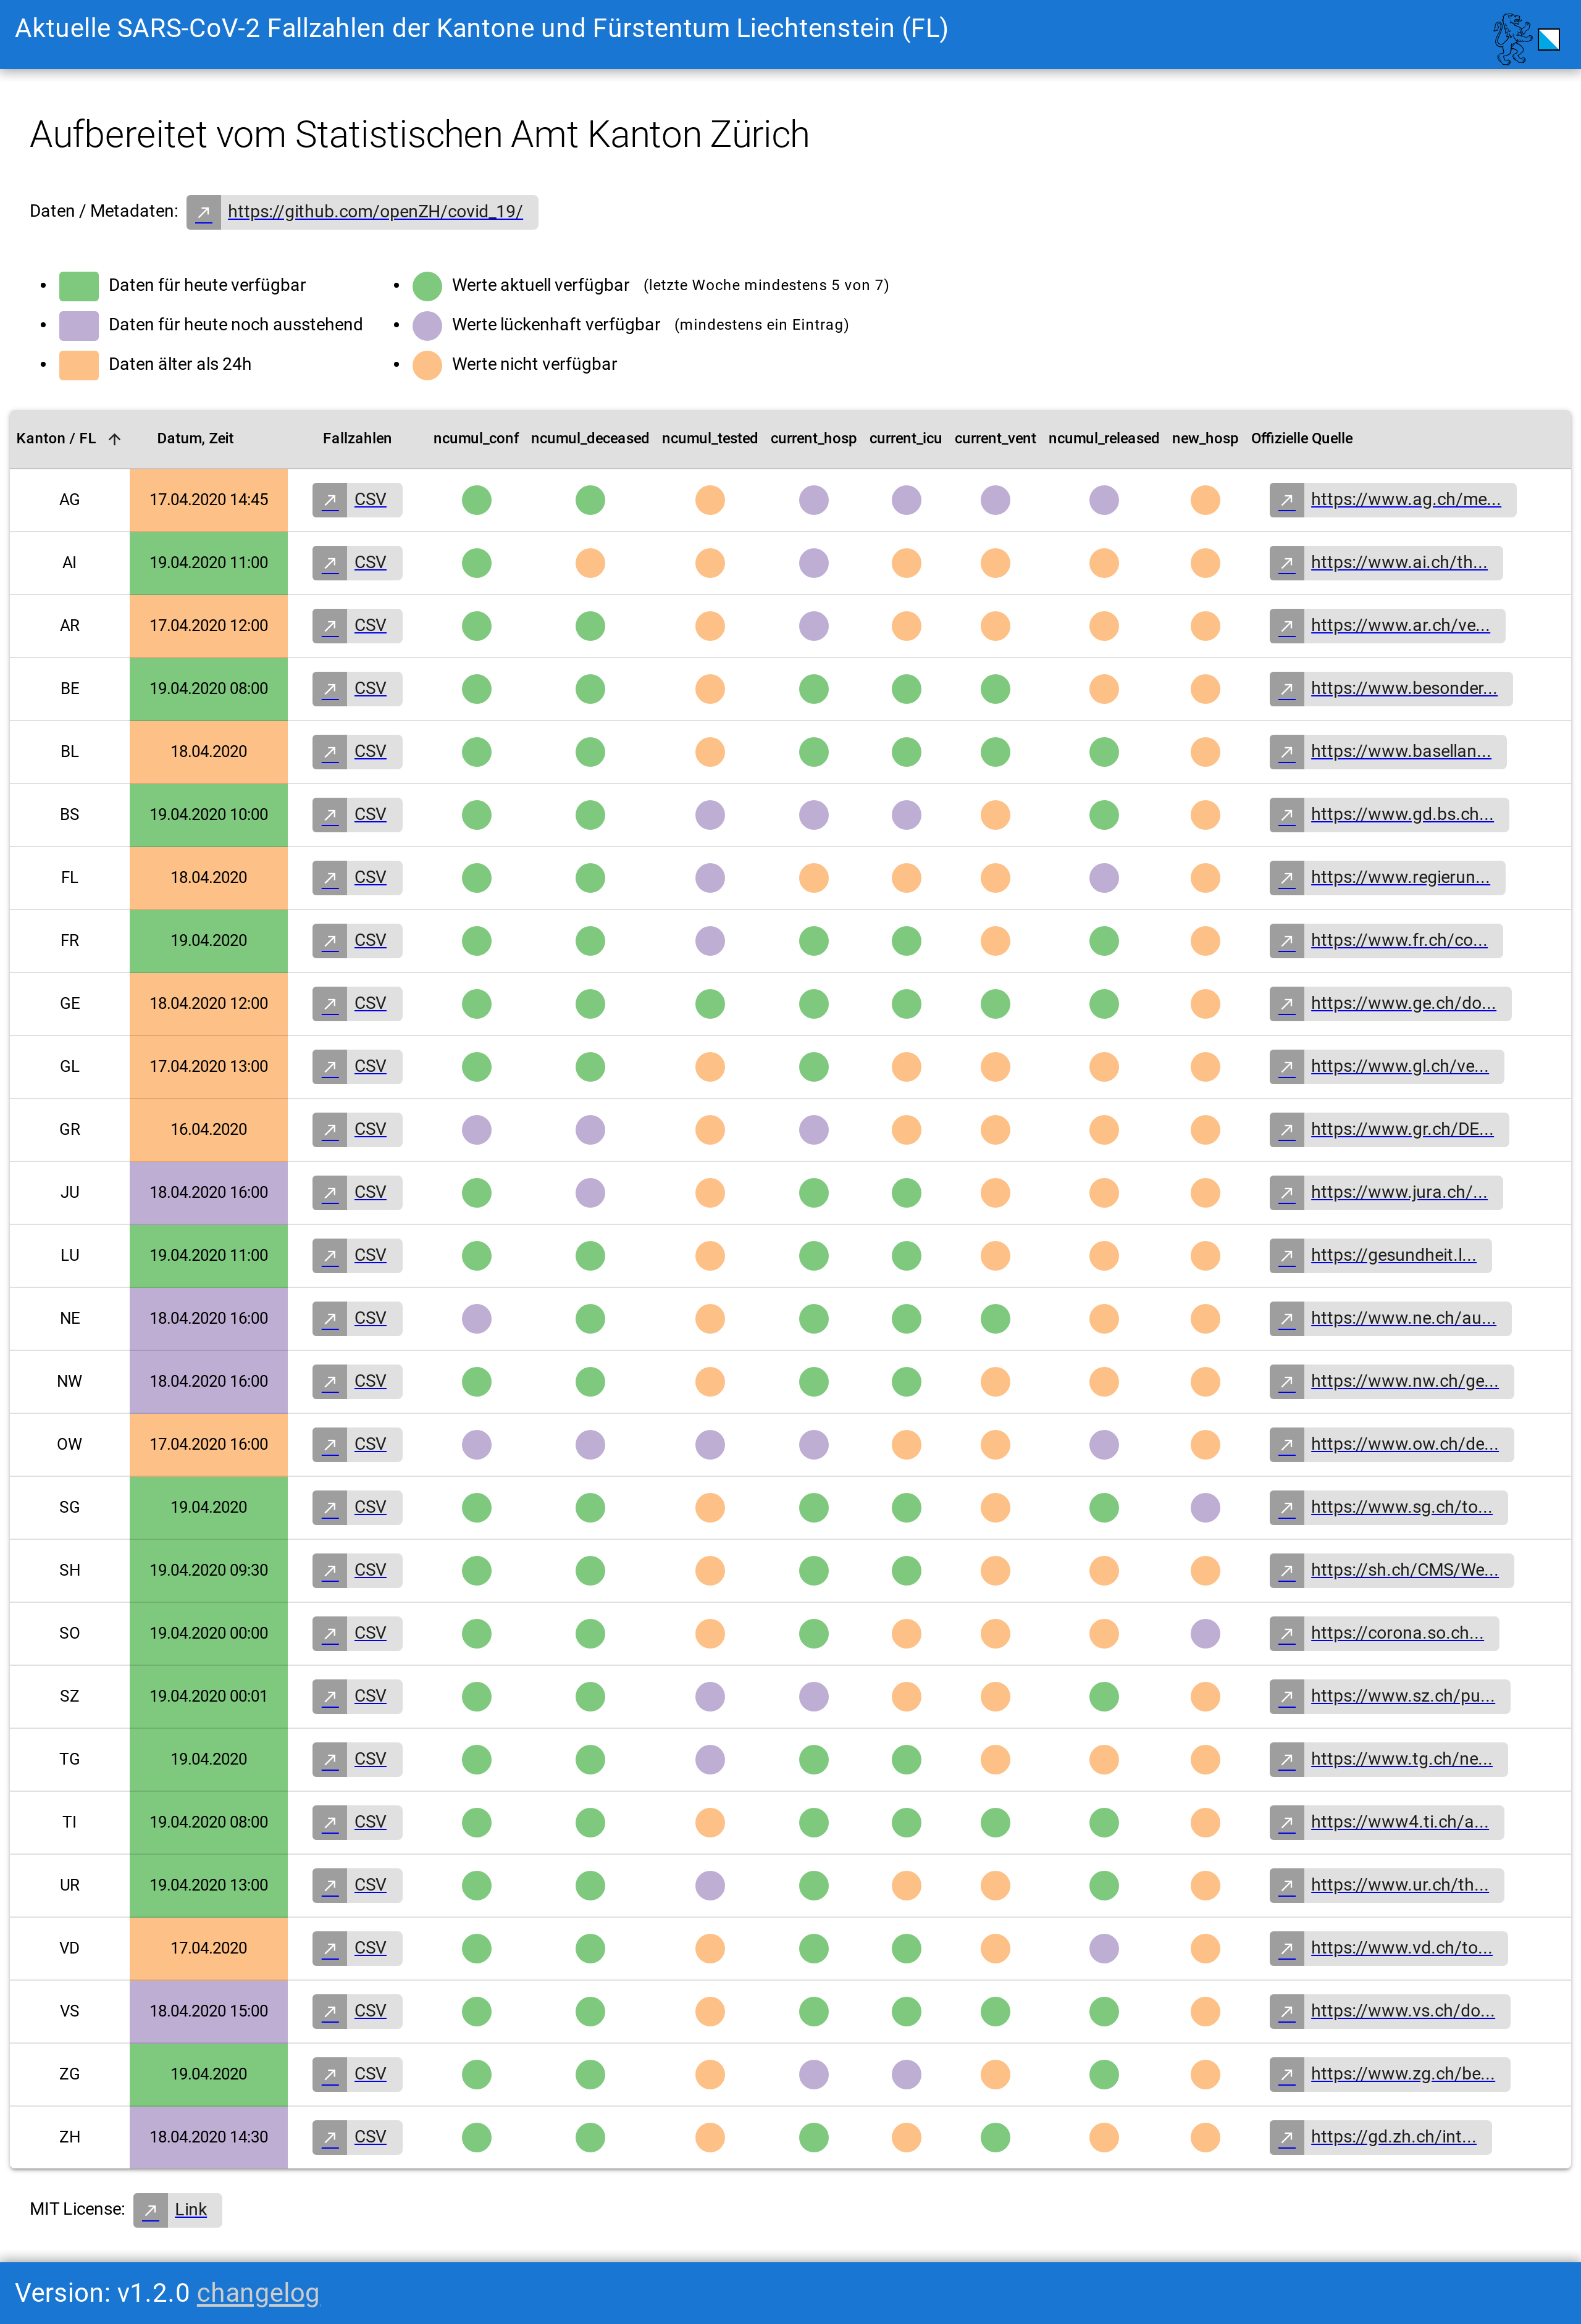 Aktuelle SARS-CoV-2 Fallzahlen der Kantone und Fürstentum Liechtenstein (FL)
Aufbereitet vom Statistischen Amt Kanton Zürich
Daten / Metadaten: https://github.com/openZH/covid_19/
Daten für heute verfügbar
Daten für heute noch ausstehend
Daten älter als 24h
Werte aktuell verfügbar (letzte Woche mindestens 5 von 7)
Werte lückenhaft verfügbar (mindestens ein Eintrag)
Werte nicht verfügbar
Kanton / FL Datum, Zeit Fallzahlen ncumul_conf ncumul_deceased ncumul_tested current_hosp current_icu current_vent ncumul_released new_hosp Offizielle Quelle
AG 17.04.2020 14:45 CSV https://www.ag.ch/me...
AI 19.04.2020 11:00 CSV https://www.ai.ch/th...
AR 17.04.2020 12:00 CSV https://www.ar.ch/ve...
BE 19.04.2020 08:00 CSV https://www.besonder...
BL 18.04.2020 CSV https://www.basellan...
BS 19.04.2020 10:00 CSV https://www.gd.bs.ch...
FL 18.04.2020 CSV https://www.regierun...
FR 19.04.2020 CSV https://www.fr.ch/co...
GE 18.04.2020 12:00 CSV https://www.ge.ch/do...
GL 17.04.2020 13:00 CSV https://www.gl.ch/ve...
GR 16.04.2020 CSV https://www.gr.ch/DE...
JU 18.04.2020 16:00 CSV https://www.jura.ch/...
LU 19.04.2020 11:00 CSV https://gesundheit.l...
NE 18.04.2020 16:00 CSV https://www.ne.ch/au...
NW 18.04.2020 16:00 CSV https://www.nw.ch/ge...
OW 17.04.2020 16:00 CSV https://www.ow.ch/de...
SG 19.04.2020 CSV https://www.sg.ch/to...
SH 19.04.2020 09:30 CSV https://sh.ch/CMS/We...
SO 19.04.2020 00:00 CSV https://corona.so.ch...
SZ 19.04.2020 00:01 CSV https://www.sz.ch/pu...
TG 19.04.2020 CSV https://www.tg.ch/ne...
TI 19.04.2020 08:00 CSV https://www4.ti.ch/a...
UR 19.04.2020 13:00 CSV https://www.ur.ch/th...
VD 17.04.2020 CSV https://www.vd.ch/to...
VS 18.04.2020 15:00 CSV https://www.vs.ch/do...
ZG 19.04.2020 CSV https://www.zg.ch/be...
ZH 18.04.2020 14:30 CSV https://gd.zh.ch/int...
MIT License: Link
Version: v1.2.0 changelog